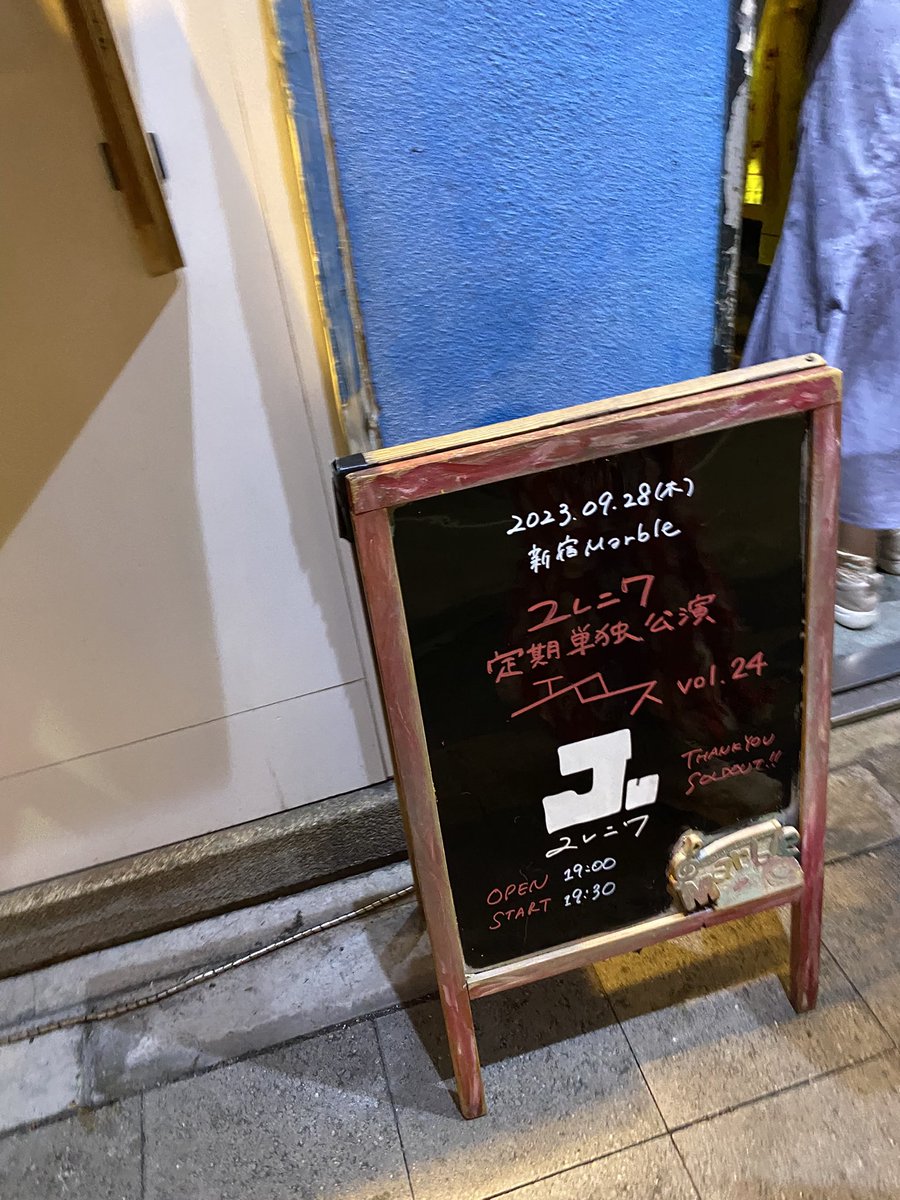 2023.09.28(木)
新宿Marble
ユレニワ
定期単独公演
エロス vol.24
THANK YOU
SOLDOUT!!
ユレニワ
OPEN 19:00
START 19:30
Marble